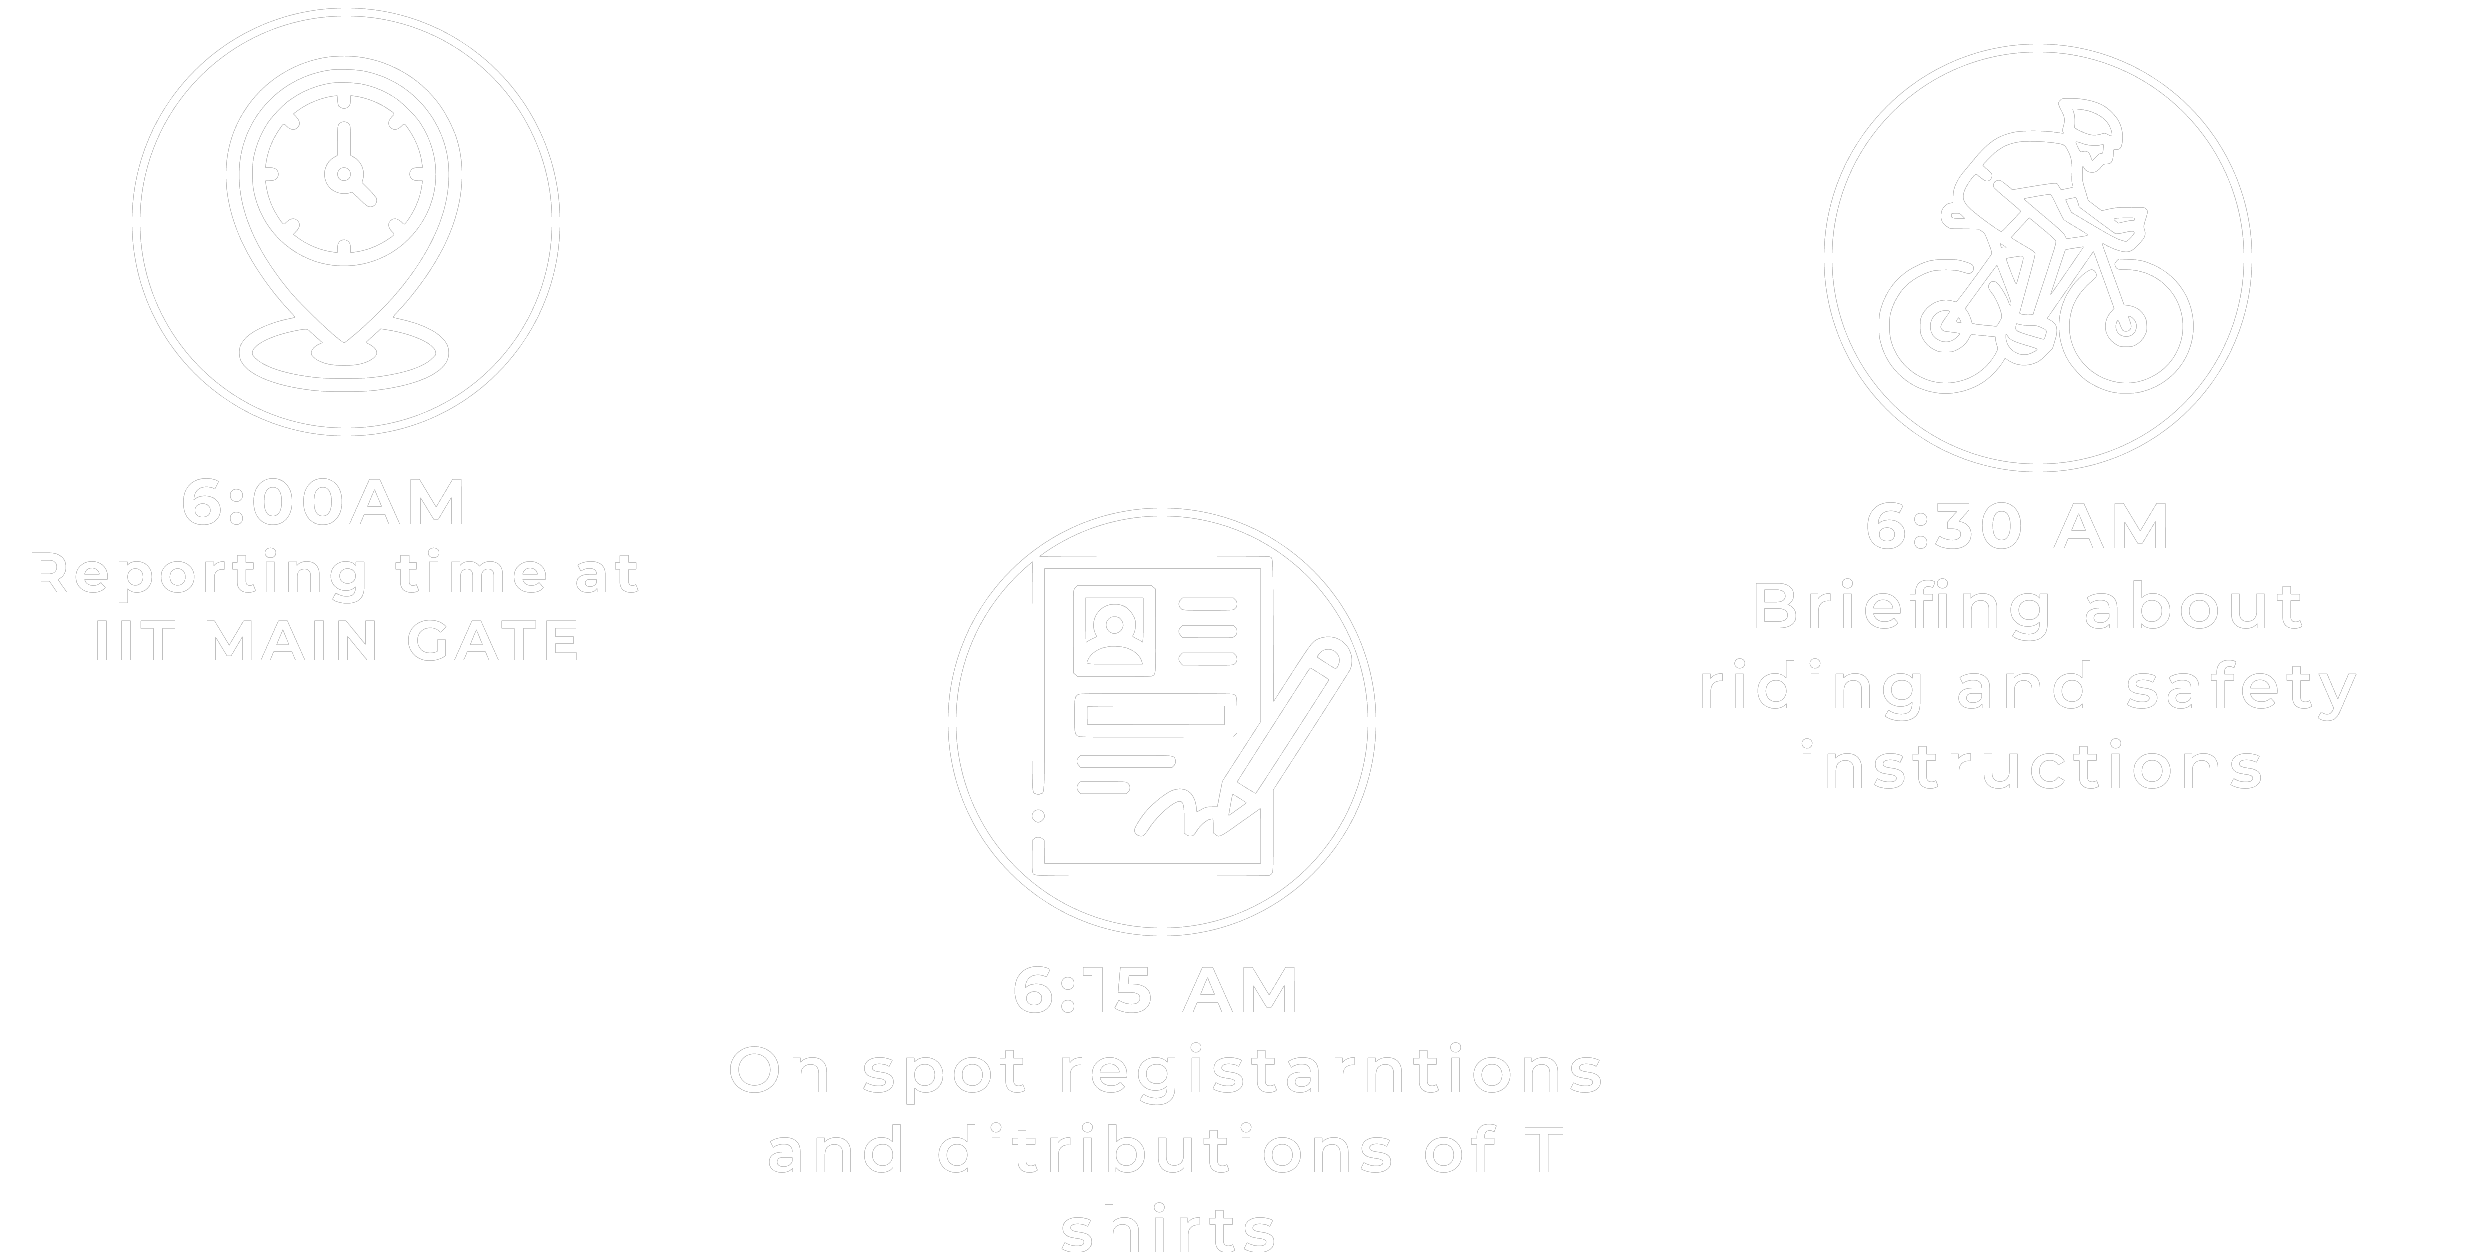 6:00AM
Reporting time at
IIT MAIN GATE
6:15 AM
On spot registarntions
and ditributions of T
shirts
6:30 AM
Briefing about
riding and safety
instructions